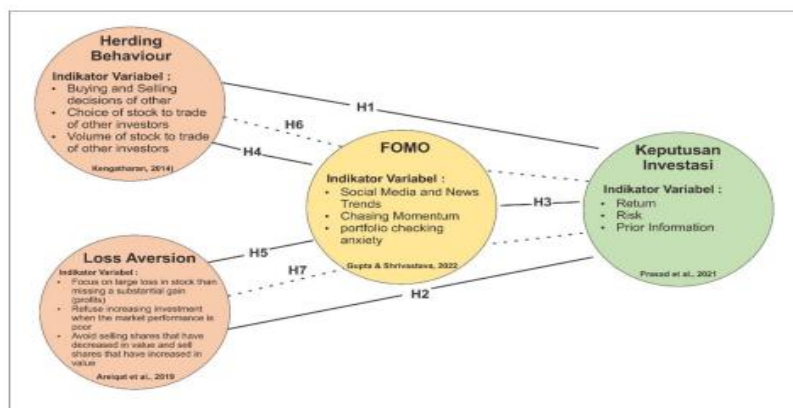 Herding
Behaviour
Indikator Variabel :
• Buying and Selling
decisions of other
• Choice of stock to trade
of other investors
• Volume of stock to trade
of other investors
Kengatharan, 2014)
H1
H6
H4
FOMO
Indikator Variabel :
• Social Media and News
Trends
• Chasing Momentum
• portfolio checking
anxiety
Gupta & Shrivastava, 2022
H3
Keputusan
Investasi
Indikator Variabel :
• Return
• Risk
• Prior Information
Prasad et al., 2021
H5
H7
H2
Loss Aversion
Indikator Variabel :
• Focus on large loss in stock than
missing a substantial gain
(profits)
• Refuse increasing investment
when the market performance is
poor
• Avoid selling shares that have
decreased in value and sell
shares that have increased in
value
Areiqat et al., 2019